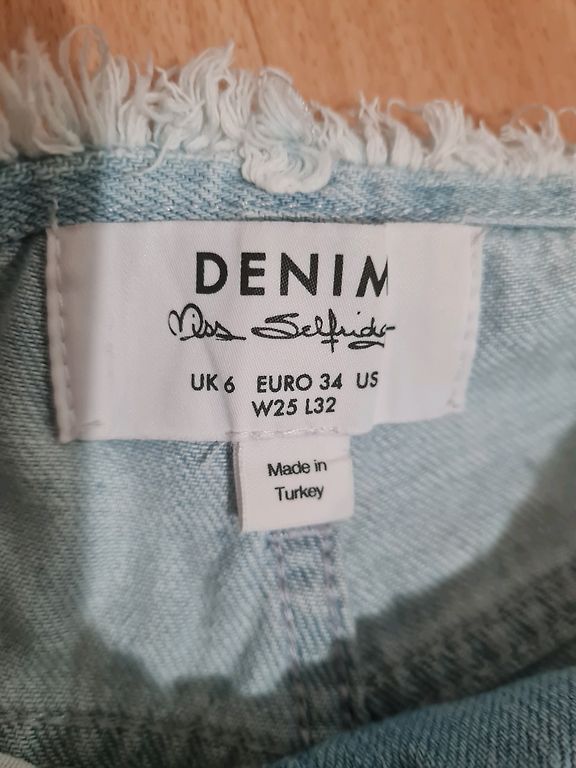 DENIM
Miss Selfridge
UK 6 EURO 34 US
W25 L32
Made in
Turkey